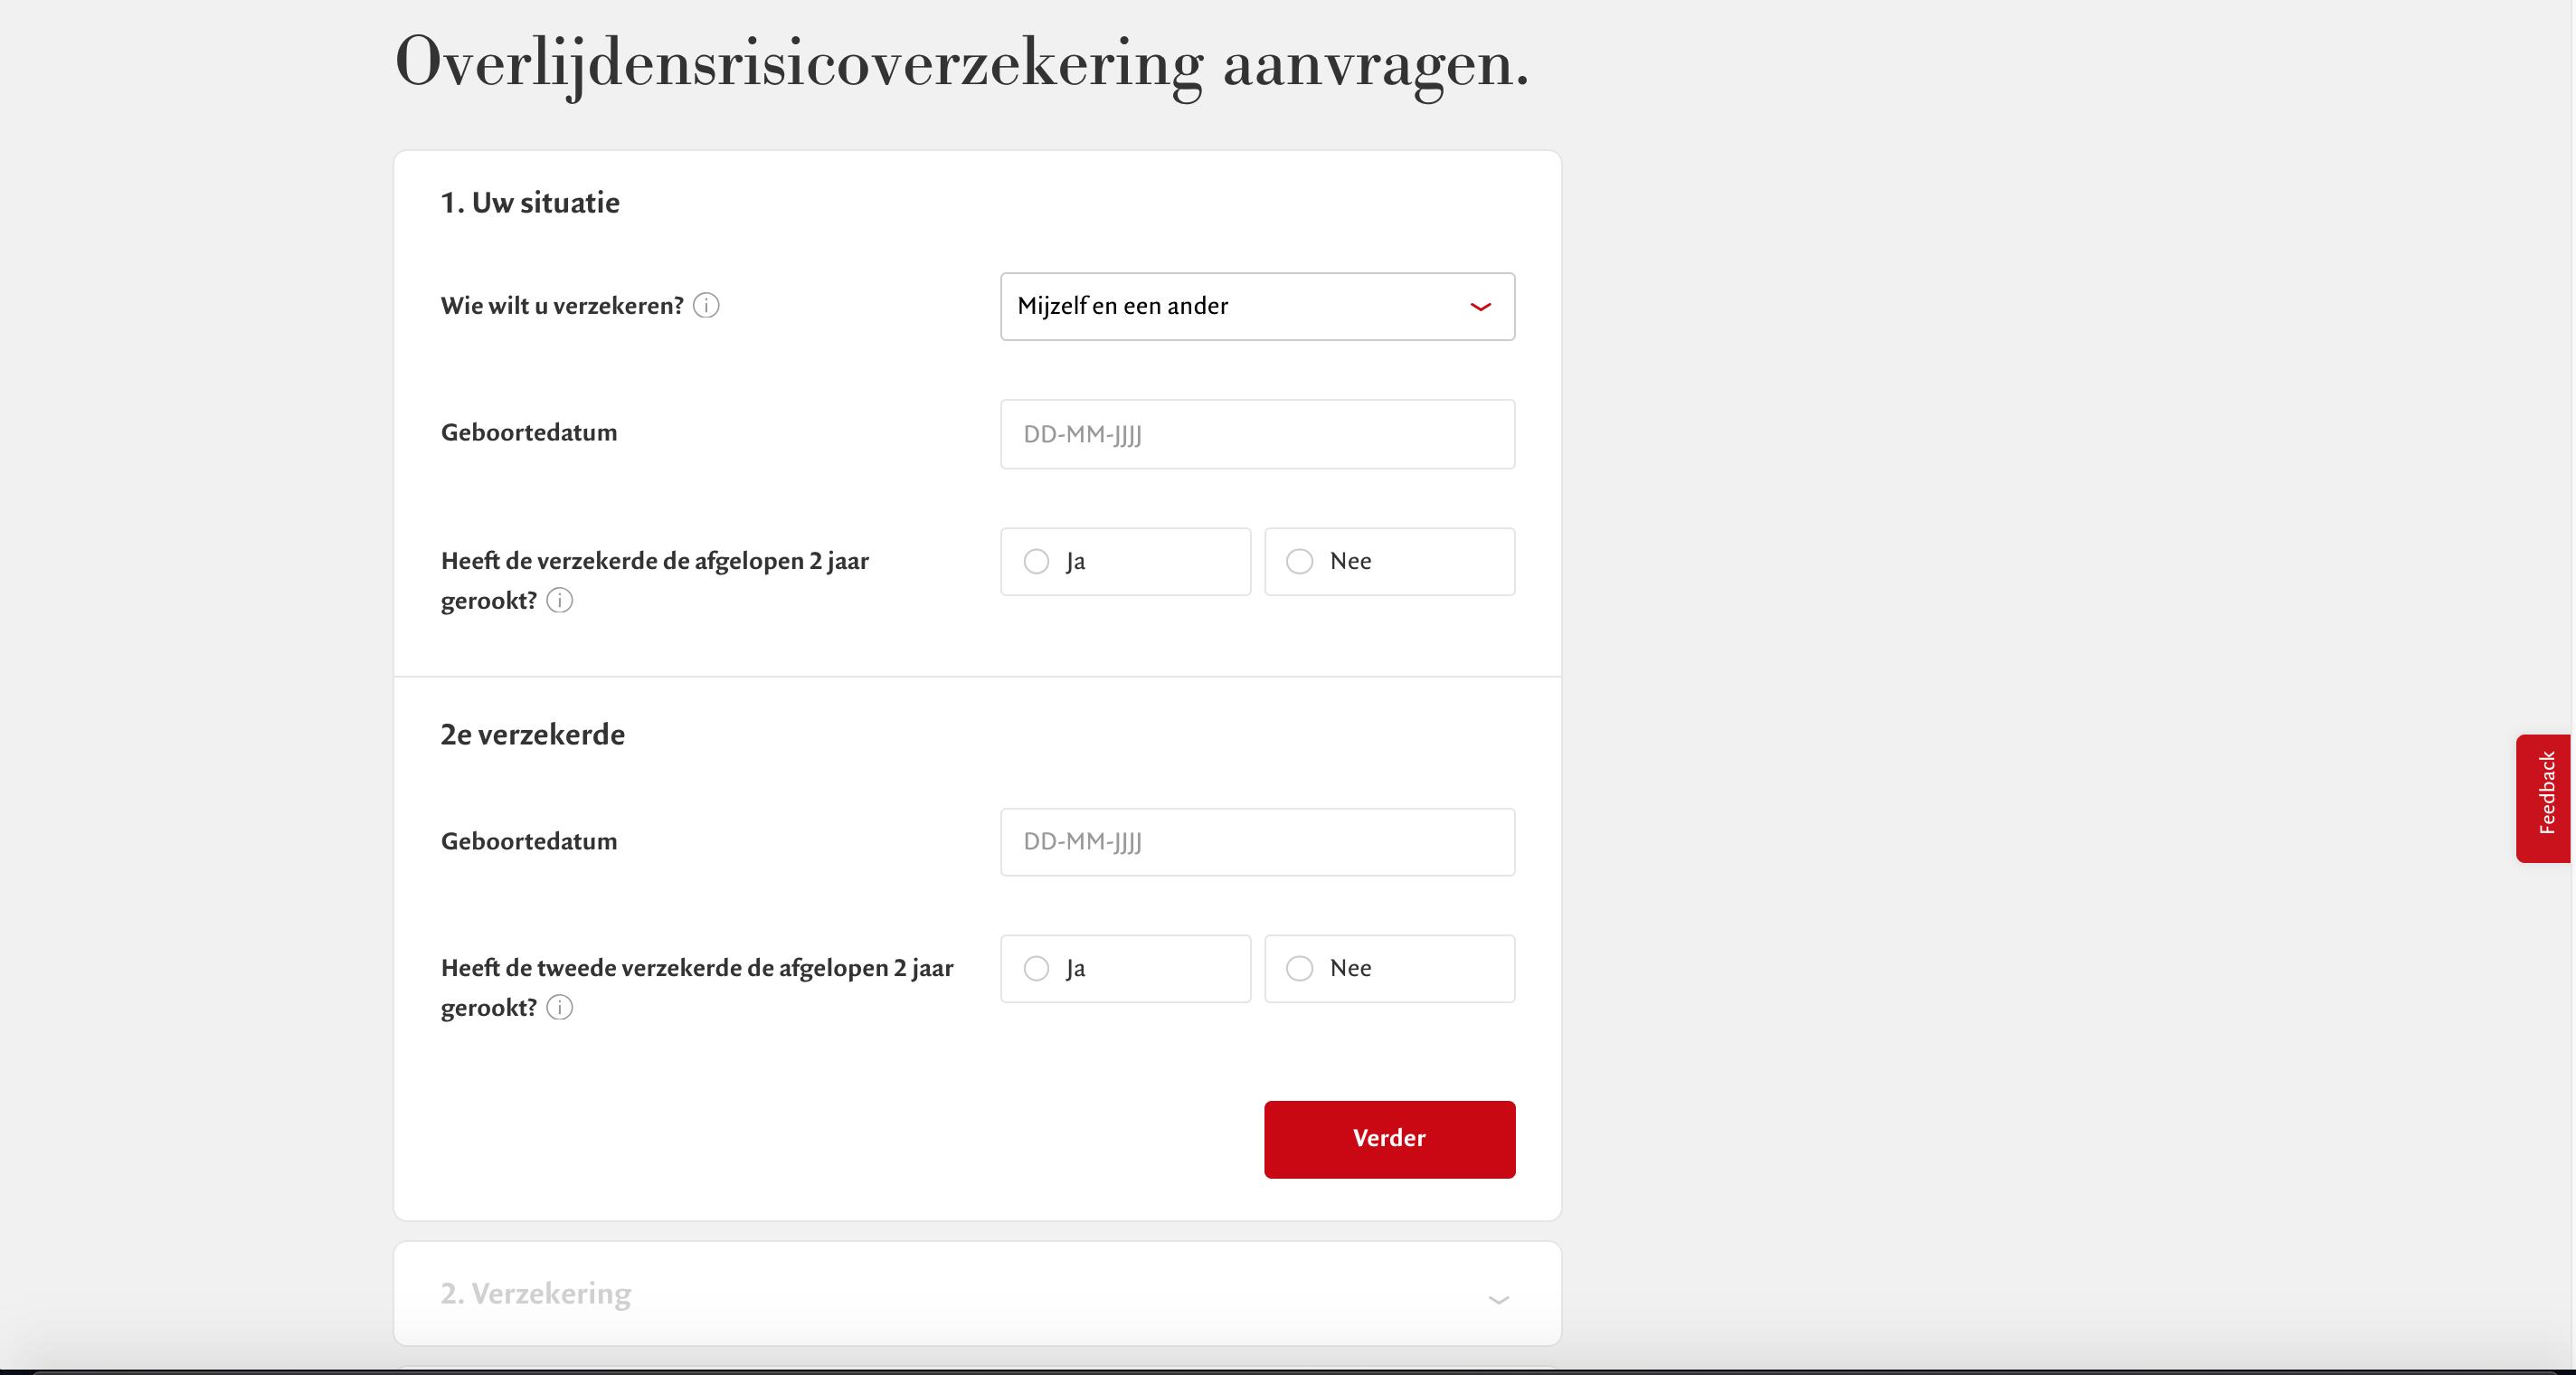 Overlijdensrisicoverzekering aanvragen.
1. Uw situatie
Wie wilt u verzekeren?
Mijzelf en een ander
Geboortedatum
DD-MM-JJJJ
Heeft de verzekerde de afgelopen 2 jaar
gerookt?
Ja
Nee
2e verzekerde
Geboortedatum
DD-MM-JJJJ
Heeft de tweede verzekerde de afgelopen 2 jaar
gerookt?
Ja
Nee
Verder
2. Verzekering
Feedback